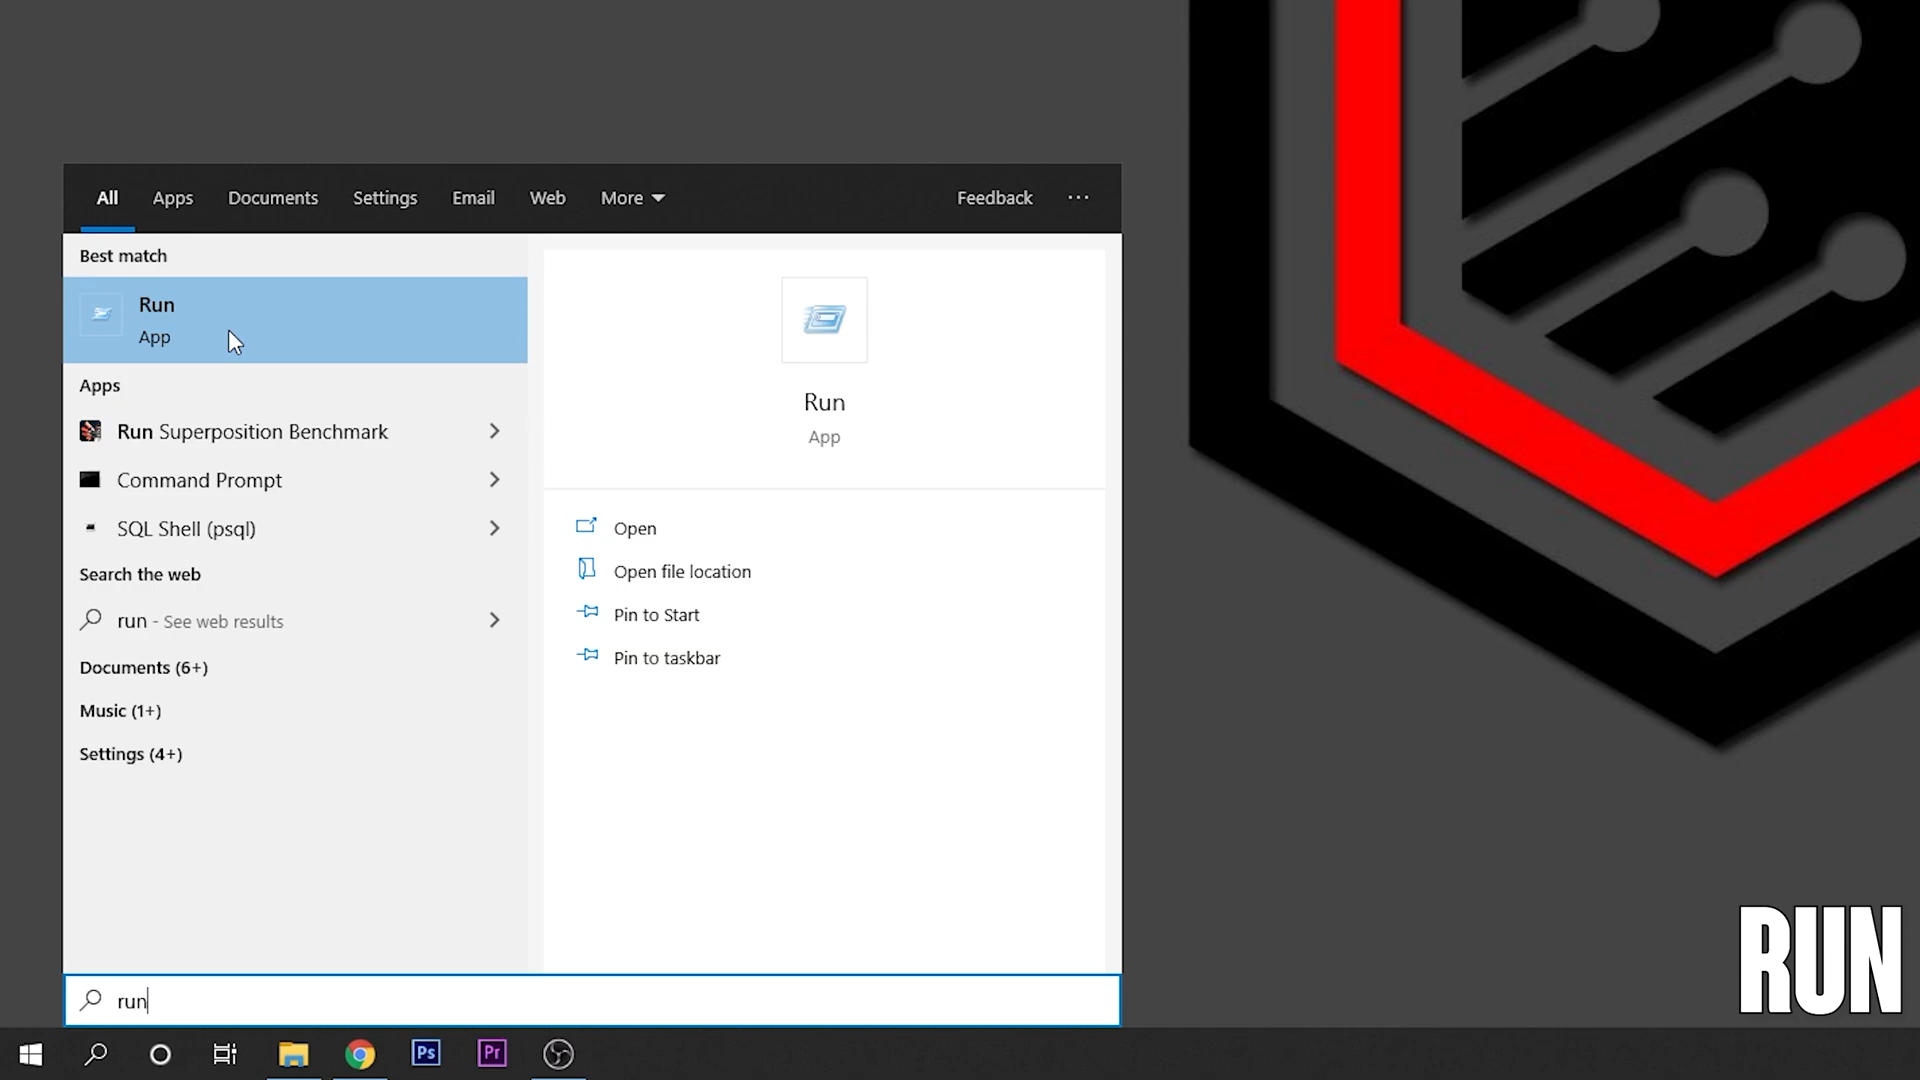 All Apps Documents Settings Email Web More Feedback ...
Best match
Run
App
Apps
Run Superposition Benchmark
Command Prompt
SQL Shell (psql)
Search the web
run - See web results
Documents (6+)
Music (1+)
Settings (4+)
Run
App
Open
Open file location
Pin to Start
Pin to taskbar
run
Ps Pr
RUN